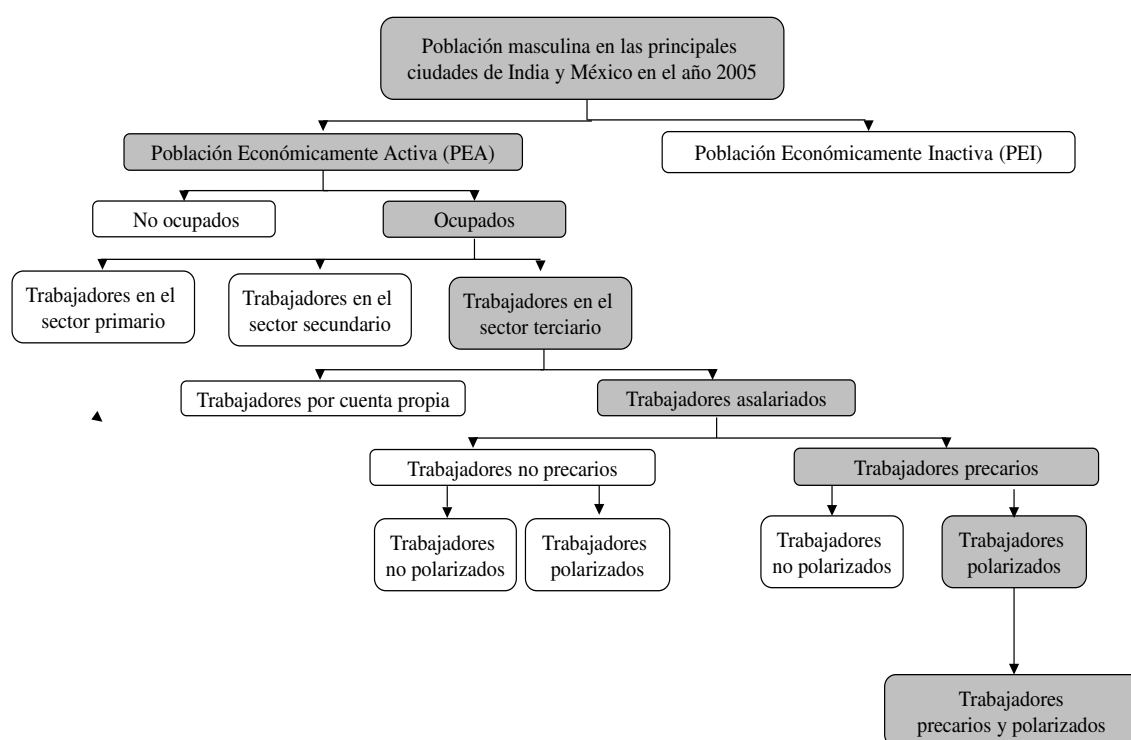 Población masculina en las principales
ciudades de India y México en el año 2005
Población Económicamente Activa (PEA)
Población Económicamente Inactiva (PEI)
No ocupados
Ocupados
Trabajadores en el
sector primario
Trabajadores en el
sector secundario
Trabajadores en el
sector terciario
Trabajadores por cuenta propia
Trabajadores asalariados
Trabajadores no precarios
Trabajadores precarios
Trabajadores
no polarizados
Trabajadores
polarizados
Trabajadores
no polarizados
Trabajadores
polarizados
Trabajadores
precarios y polarizados